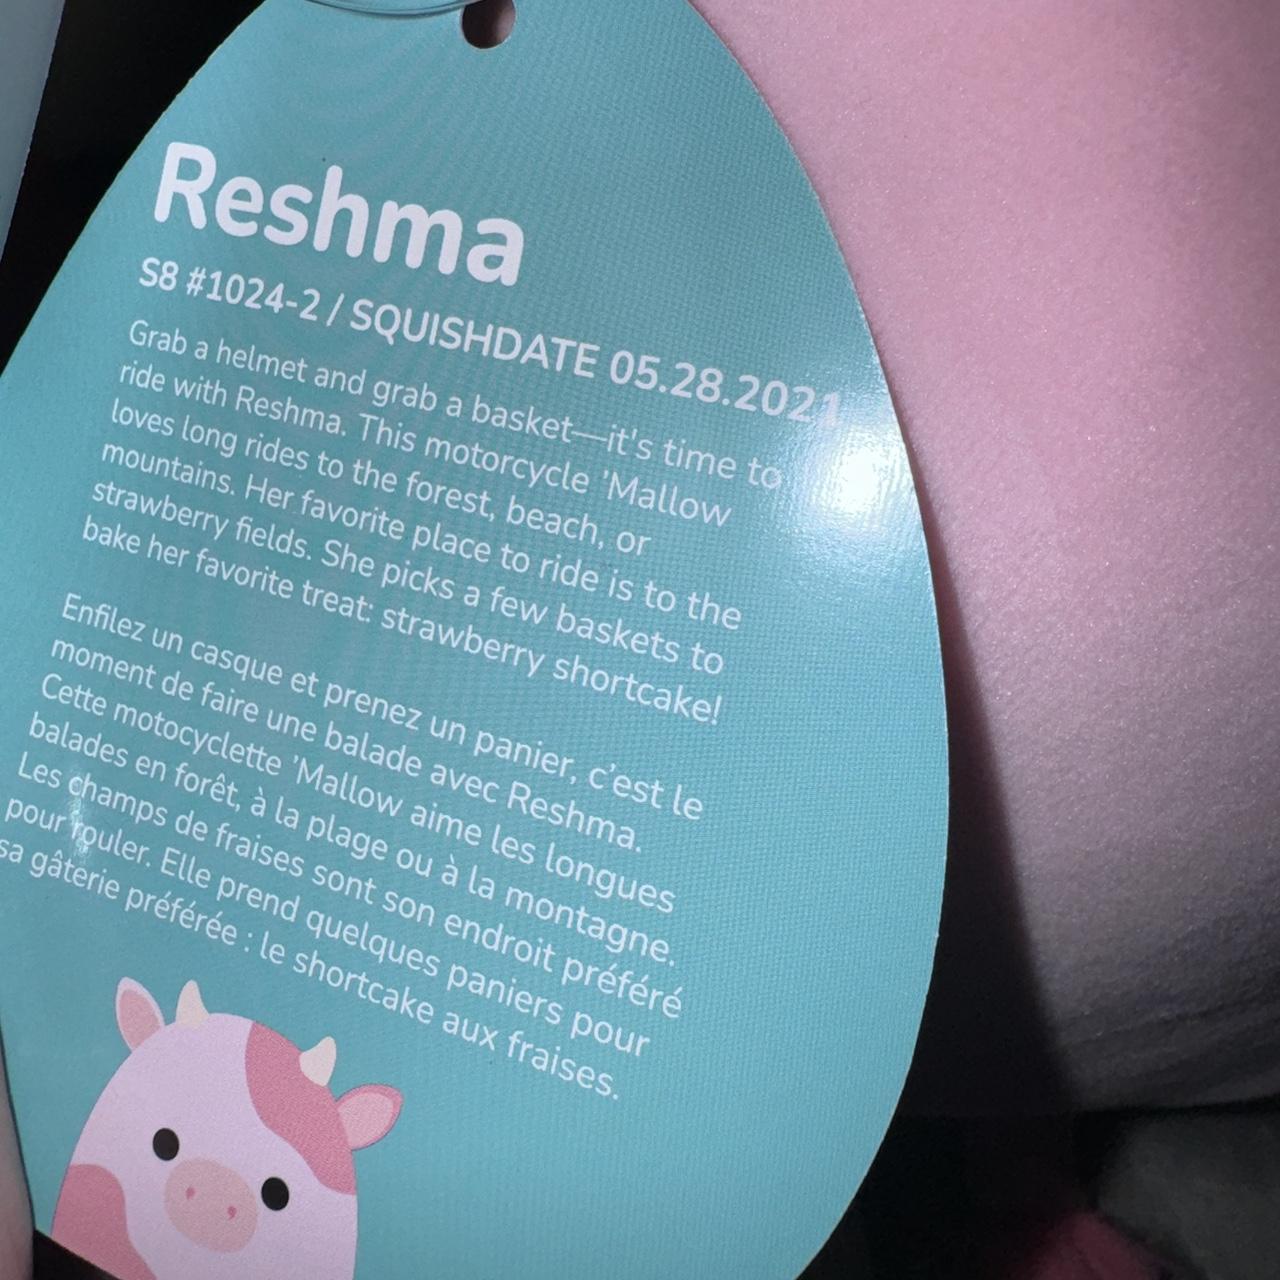 Reshma
S8 #1024-2 / SQUISHDATE 05.28.2021
Grab a helmet and grab a basket—it's time to
ride with Reshma. This motorcycle 'Mallow
loves long rides to the forest, beach, or
mountains. Her favorite place to ride is to the
strawberry fields. She picks a few baskets to
bake her favorite treat: strawberry shortcake!
Enfilez un casque et prenez un panier, c’est le
moment de faire une balade avec Reshma.
Cette motocyclette 'Mallow aime les longues
balades en forêt, à la plage ou à la montagne.
Les champs de fraises sont son endroit préféré
pour rouler. Elle prend quelques paniers pour
sa gâterie préférée : le shortcake aux fraises.